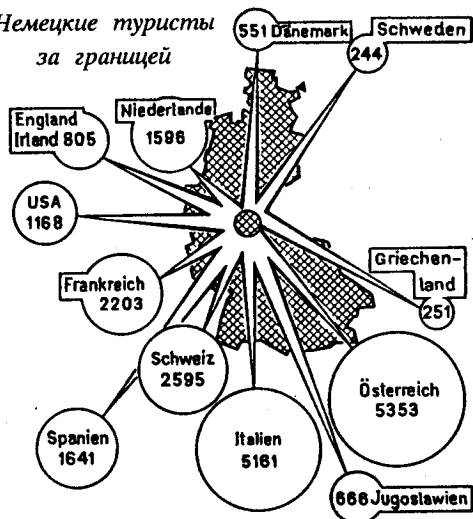 Немецкие туристы
за границей
551 Dänemark
Schweden
244
Niederlande
1596
England
Irland 805
USA
1168
Griechen-
land
251
Frankreich
2203
Schweiz
2595
Österreich
5353
Spanien
1641
Italien
5161
666 Jugoslawien